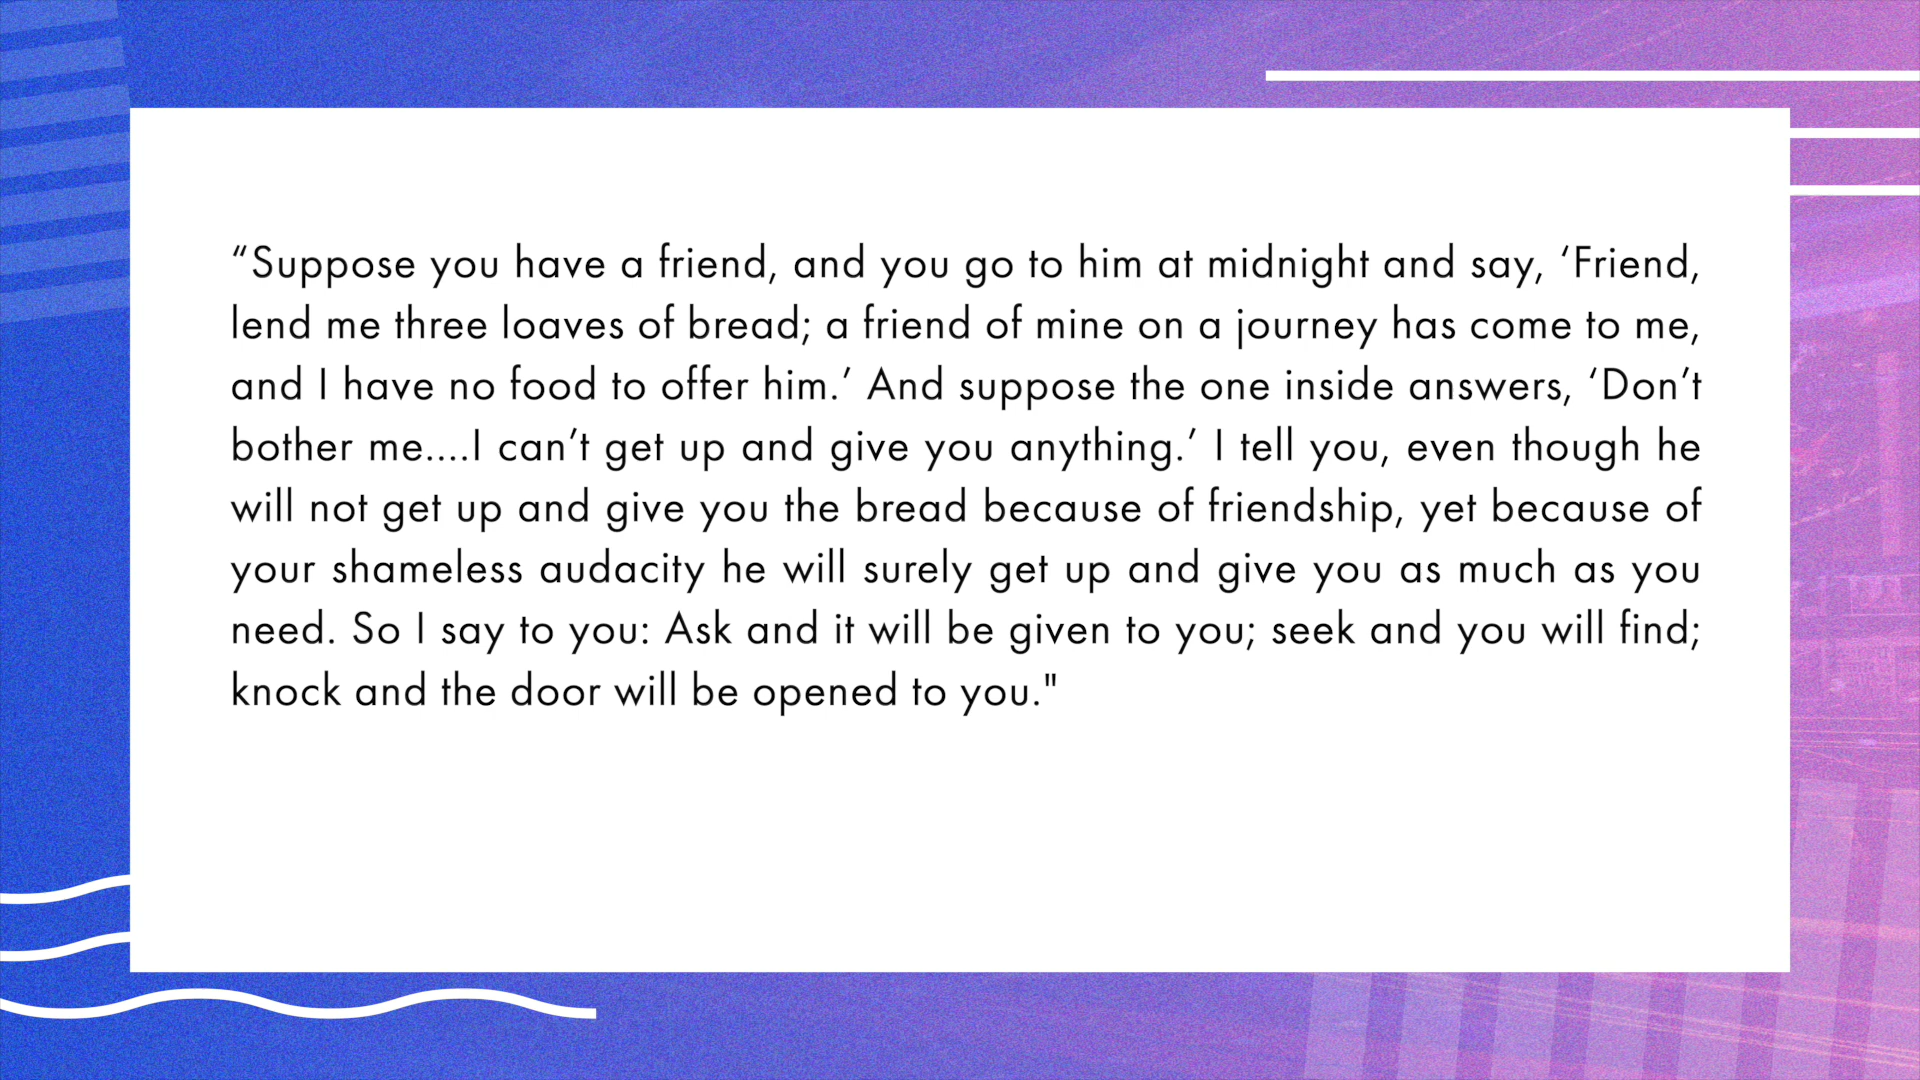 “Suppose you have a friend, and you go to him at midnight and say, ‘Friend,
lend me three loaves of bread; a friend of mine on a journey has come to me,
and I have no food to offer him.’ And suppose the one inside answers, ‘Don’t
bother me....I can’t get up and give you anything.’ I tell you, even though he
will not get up and give you the bread because of friendship, yet because of
your shameless audacity he will surely get up and give you as much as you
need. So I say to you: Ask and it will be given to you; seek and you will find;
knock and the door will be opened to you."